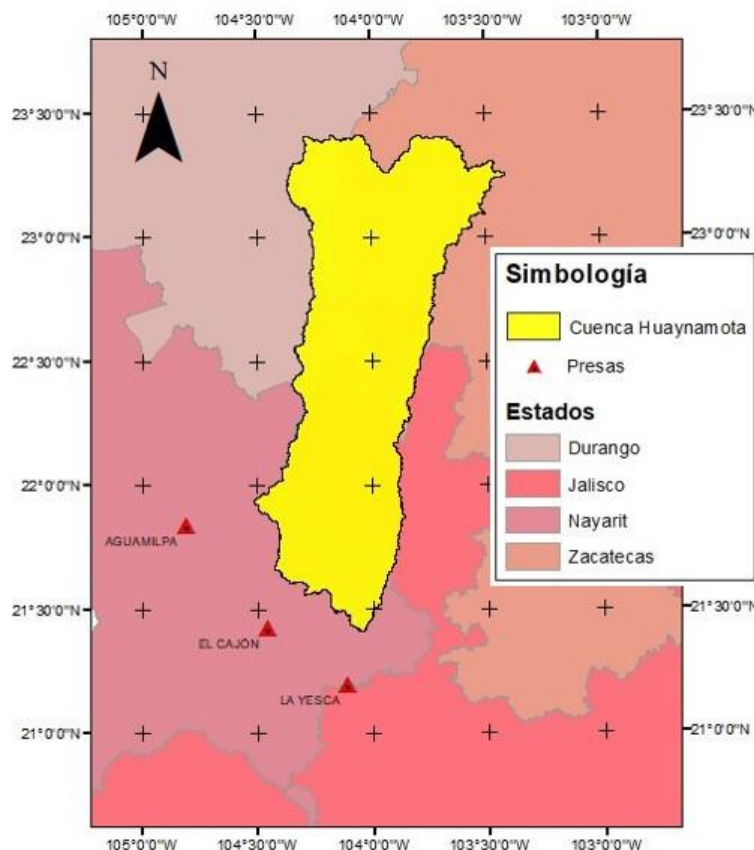 105°0'0"W 104°30'0"W 104°0'0"W 103°30'0"W 103°0'0"W
N
23°30'0"N
23°30'0"N
23°0'0"N
23°0'0"N
Simbología
Cuenca Huaynamota
Presas
Estados
Durango
Jalisco
Nayarit
Zacatecas
22°30'0"N
22°0'0"N
AGUAMILPA
21°30'0"N
21°30'0"N
EL CAJÓN
LA YESCA
21°0'0"N
21°0'0"N
105°0'0"W 104°30'0"W 104°0'0"W 103°30'0"W 103°0'0"W